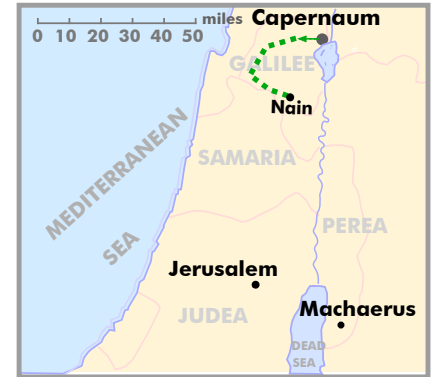 miles
0 10 20 30 40 50
Capernaum
GALILEE
Nain
MEDITERRANEAN
SEA
SAMARIA
PEREA
Jerusalem
JUDEA
Machaerus
DEAD
SEA